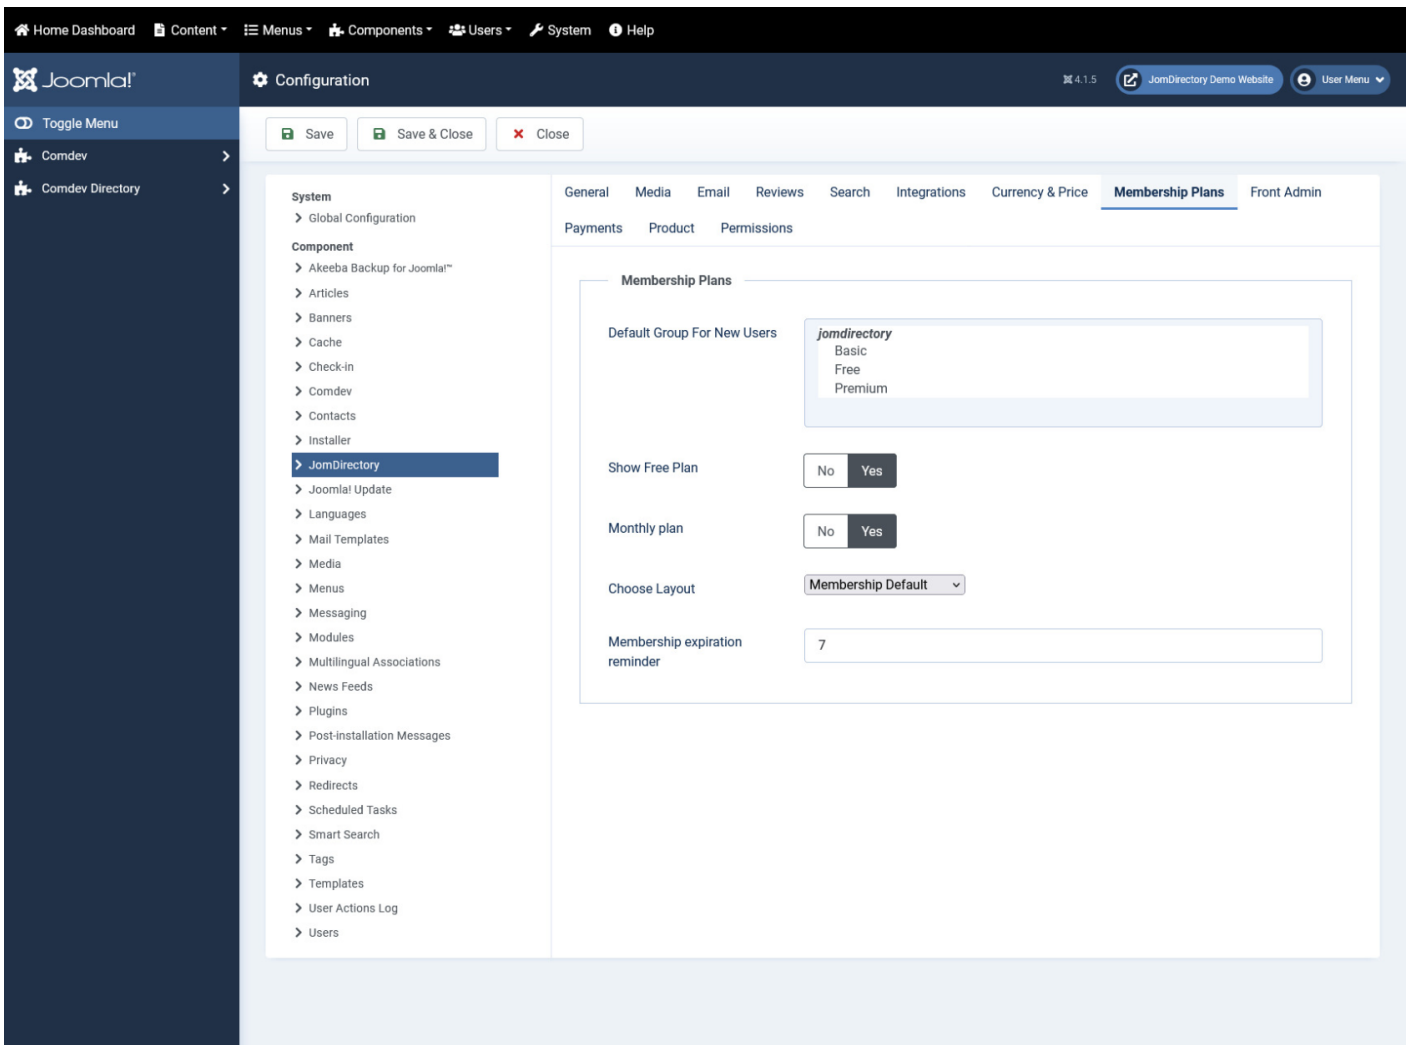 Home Dashboard Content Menus Components Users System Help
Joomla!
Configuration
4.1.5 JomDirectory Demo Website User Menu
Toggle Menu
Comdev
Comdev Directory
Save Save & Close Close
System
Global Configuration
Component
Akeeba Backup for Joomla!™
Articles
Banners
Cache
Check-in
Comdev
Contacts
Installer
JomDirectory
Joomla! Update
Languages
Mail Templates
Media
Menus
Messaging
Modules
Multilingual Associations
News Feeds
Plugins
Post-installation Messages
Privacy
Redirects
Scheduled Tasks
Smart Search
Tags
Templates
User Actions Log
Users
General Media Email Reviews Search Integrations Currency & Price Membership Plans Front Admin
Payments Product Permissions
Membership Plans
Default Group For New Users
jomdirectory
Basic
Free
Premium
Show Free Plan No Yes
Monthly plan No Yes
Choose Layout Membership Default
Membership expiration
reminder
7